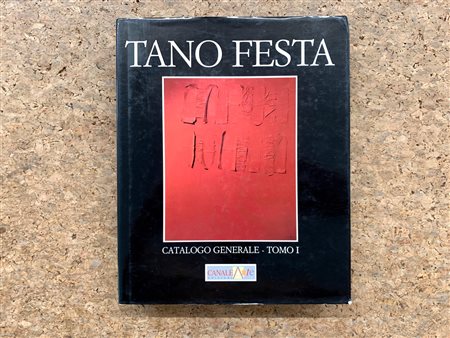 TANO FESTA
CATALOGO GENERALE - TOMO I
CANALE Arte